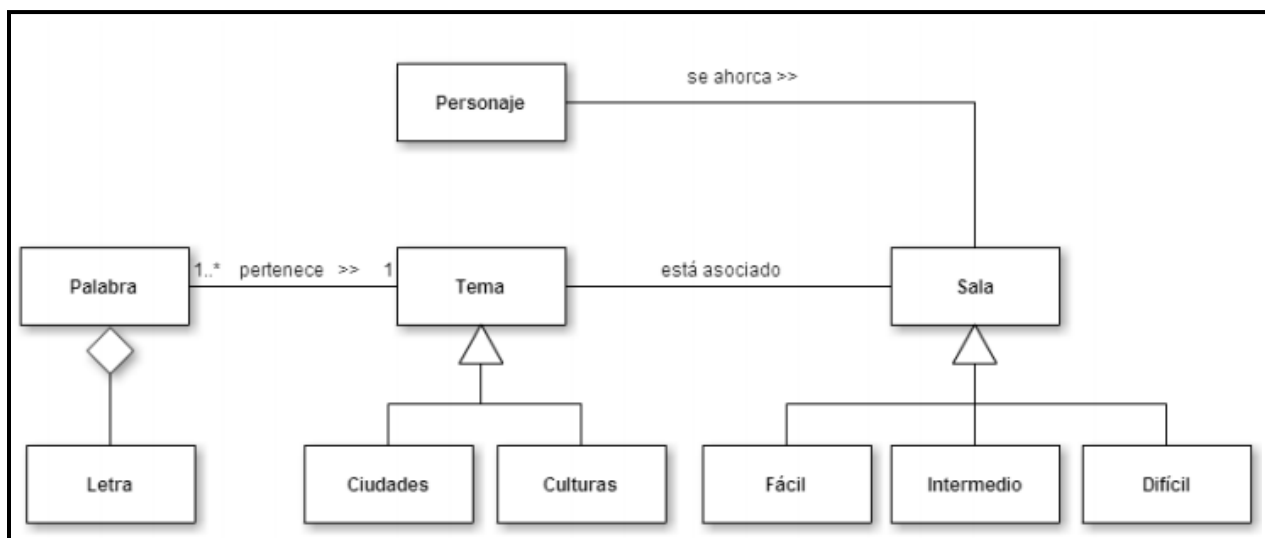 se ahorca >>
Personaje
Palabra
1..* pertenece >> 1
Tema
está asociado
Sala
Letra
Ciudades
Culturas
Fácil
Intermedio
Difícil